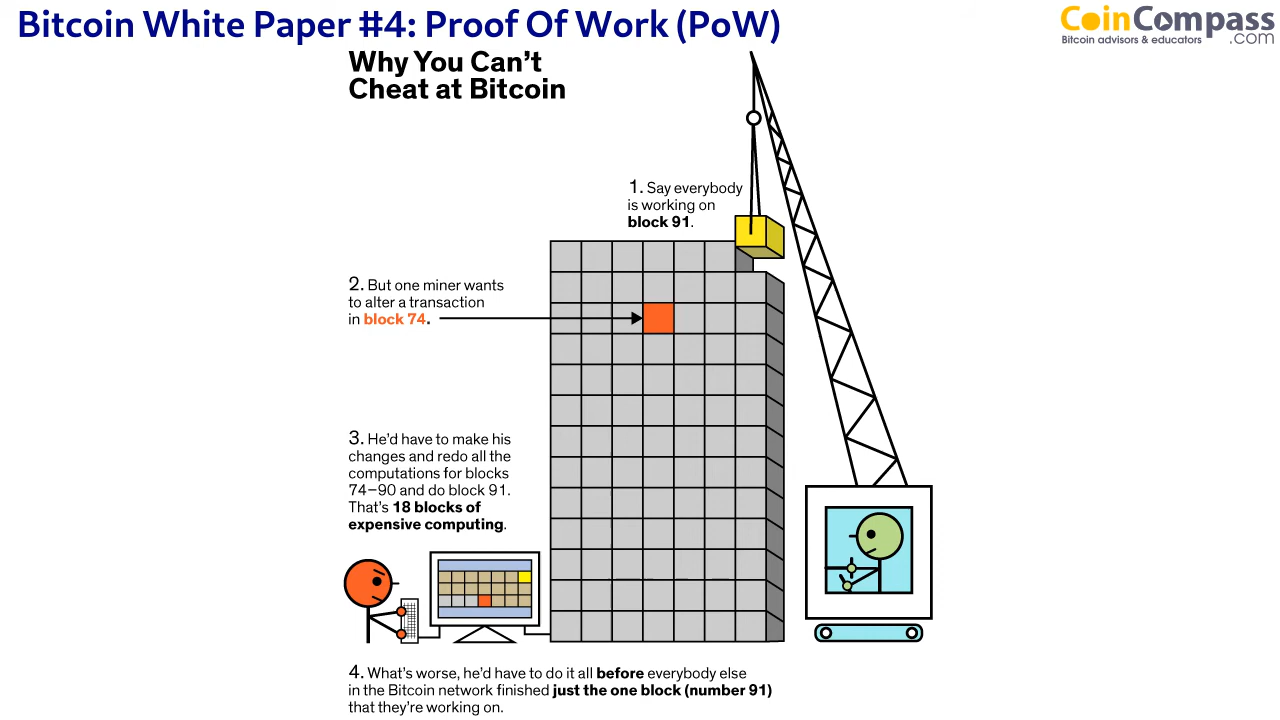 Bitcoin White Paper #4: Proof Of Work (PoW)
CoinCompass
Bitcoin advisors & educators
.com
Why You Can't
Cheat at Bitcoin
1. Say everybody
is working on
block 91.
2. But one miner wants
to alter a transaction
in block 74.
3. He'd have to make his
changes and redo all the
computations for blocks
74–90 and do block 91.
That's 18 blocks of
expensive computing.
4. What's worse, he'd have to do it all before everybody else
in the Bitcoin network finished just the one block (number 91)
that they're working on.